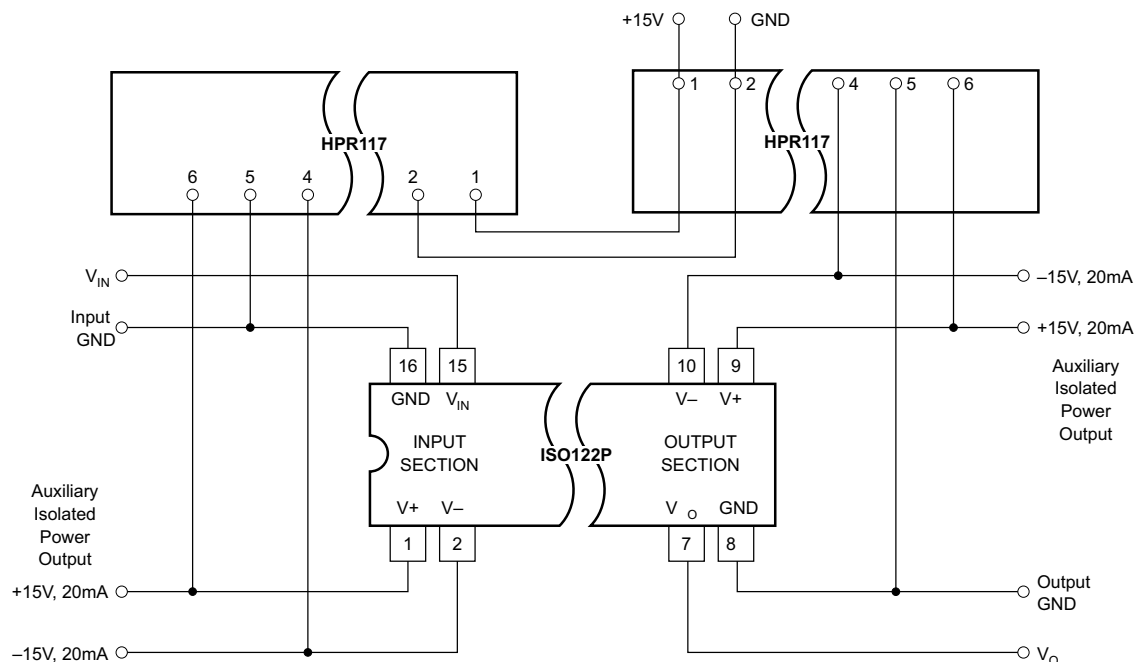 +15V GND
1 2 4 5 6
HPR117
HPR117
6 5 4 2 1
V_IN
–15V, 20mA
Input
GND
+15V, 20mA
16 15 10 9
GND V_IN V– V+
Auxiliary
Isolated
Power
Output
INPUT
SECTION
ISO122P
OUTPUT
SECTION
Auxiliary
Isolated
Power
Output
V+ V– V_O GND
1 2 7 8
+15V, 20mA
Output
GND
–15V, 20mA
V_O